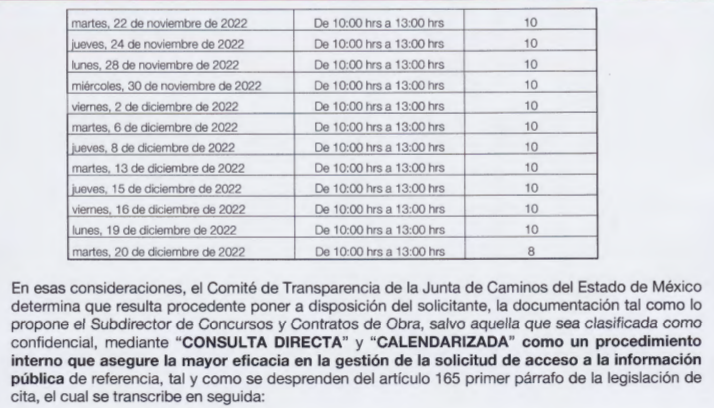 martes, 22 de noviembre de 2022 De 10:00 hrs a 13:00 hrs 10
jueves, 24 de noviembre de 2022 De 10:00 hrs a 13:00 hrs 10
lunes, 28 de noviembre de 2022 De 10:00 hrs a 13:00 hrs 10
miércoles, 30 de noviembre de 2022 De 10:00 hrs a 13:00 hrs 10
viernes, 2 de diciembre de 2022 De 10:00 hrs a 13:00 hrs 10
martes, 6 de diciembre de 2022 De 10:00 hrs a 13:00 hrs 10
jueves, 8 de diciembre de 2022 De 10:00 hrs a 13:00 hrs 10
martes, 13 de diciembre de 2022 De 10:00 hrs a 13:00 hrs 10
jueves, 15 de diciembre de 2022 De 10:00 hrs a 13:00 hrs 10
viernes, 16 de diciembre de 2022 De 10:00 hrs a 13:00 hrs 10
lunes, 19 de diciembre de 2022 De 10:00 hrs a 13:00 hrs 10
martes, 20 de diciembre de 2022 De 10:00 hrs a 13:00 hrs 8
En esas consideraciones, el Comité de Transparencia de la Junta de Caminos del Estado de México
determina que resulta procedente poner a disposición del solicitante, la documentación tal como lo
propone el Subdirector de Concursos y Contratos de Obra, salvo aquella que sea clasificada como
confidencial, mediante “CONSULTA DIRECTA” y “CALENDARIZADA” como un procedimiento
interno que asegure la mayor eficacia en la gestión de la solicitud de acceso a la información
pública de referencia, tal y como se desprenden del artículo 165 primer párrafo de la legislación de
cita, el cual se transcribe en seguida: